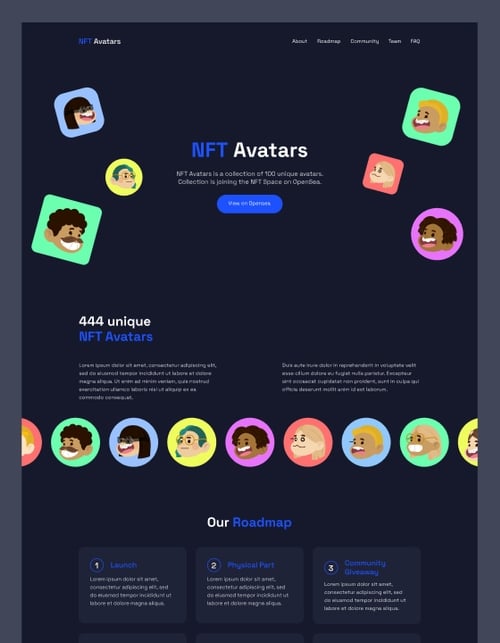 NFT Avatars
About Roadmap Community Team FAQ
NFT Avatars
NFT Avatars is a collection of 100 unique avatars.
Collection is joining the NFT Space on OpenSea.
View on Opensea
444 unique
NFT Avatars
Lorem ipsum dolor sit amet, consectetur adipiscing elit,
sed do eiusmod tempor incididunt ut labore et dolore
magna aliqua. Ut enim ad minim veniam, quis nostrud
exercitation ullamco laboris nisi ut aliquip ex ea
commodo consequat.
Duis aute irure dolor in reprehenderit in voluptate velit
esse cillum dolore eu fugiat nulla pariatur. Excepteur
sint occaecat cupidatat non proident, sunt in culpa qui
officia deserunt mollit anim id est laborum.
Our Roadmap
1 Launch
Lorem ipsum dolor sit amet,
consectetur adipiscing elit, sed
do eiusmod tempor incididunt ut
labore et dolore magna aliqua.
2 Physical Part
Lorem ipsum dolor sit amet,
consectetur adipiscing elit, sed
do eiusmod tempor incididunt ut
labore et dolore magna aliqua.
3 Community
Giveaway
Lorem ipsum dolor sit amet,
consectetur adipiscing elit, sed
do eiusmod tempor incididunt ut
labore et dolore magna aliqua.